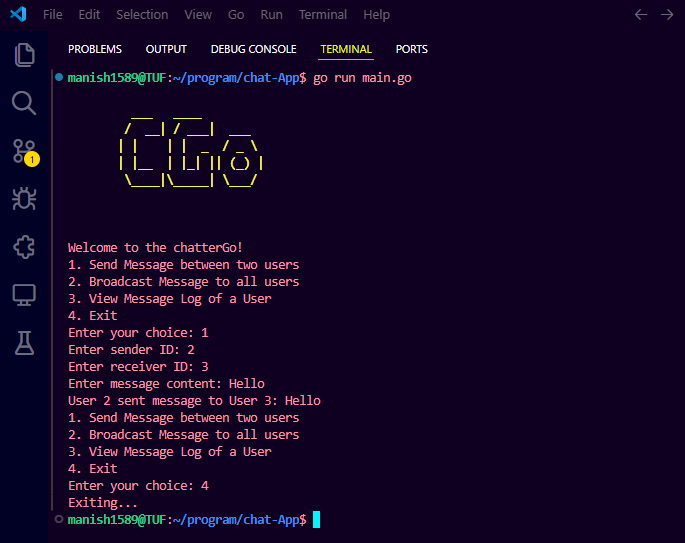 File Edit Selection View Go Run Terminal Help
PROBLEMS OUTPUT DEBUG CONSOLE TERMINAL PORTS
manish1589@TUF:~/program/chat-App$ go run main.go
CGo
Welcome to the chatterGo!
1. Send Message between two users
2. Broadcast Message to all users
3. View Message Log of a User
4. Exit
Enter your choice: 1
Enter sender ID: 2
Enter receiver ID: 3
Enter message content: Hello
User 2 sent message to User 3: Hello
1. Send Message between two users
2. Broadcast Message to all users
3. View Message Log of a User
4. Exit
Enter your choice: 4
Exiting...
manish1589@TUF:~/program/chat-App$
1